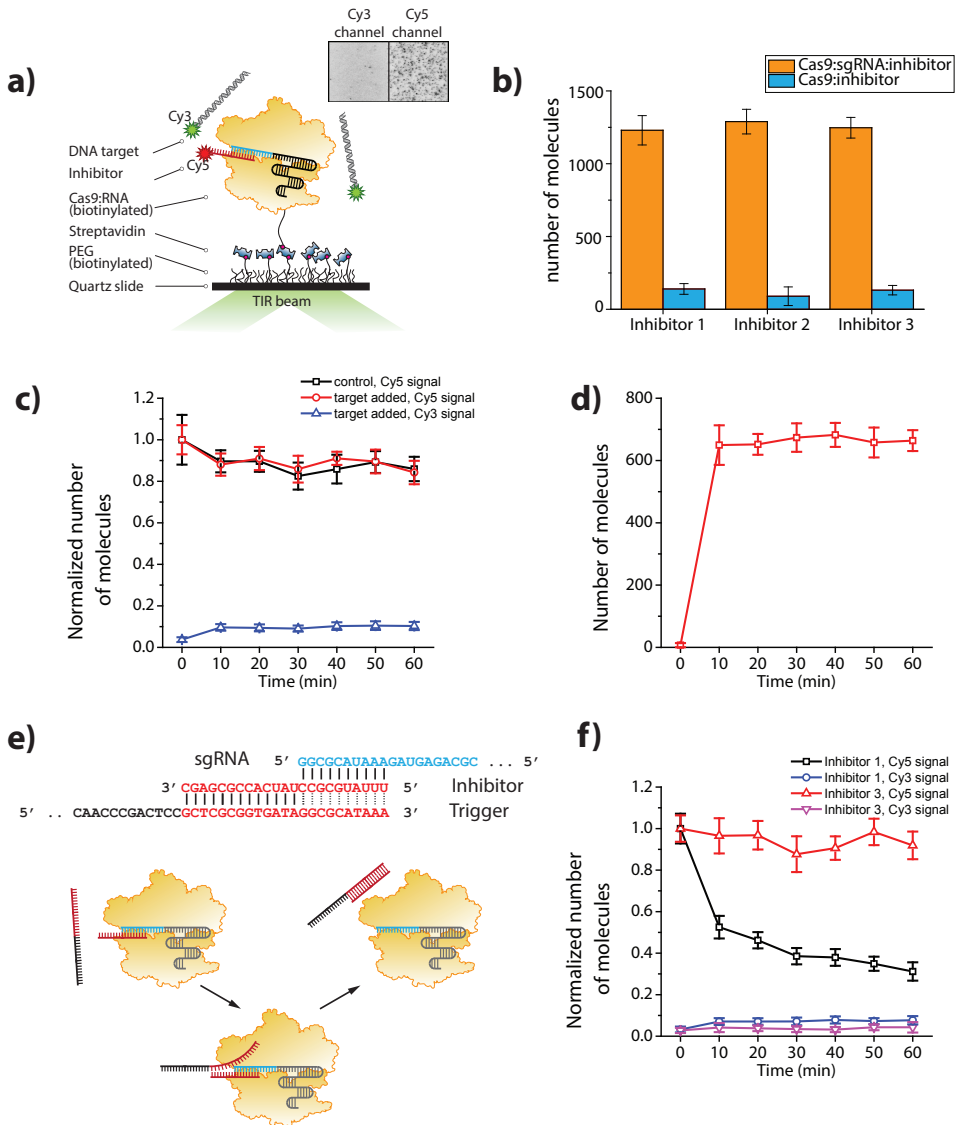 a)
Cy3 channel
Cy5 channel
Cy3
Cy5
DNA target
Inhibitor
Cas9:RNA
(biotinylated)
Streptavidin
PEG
(biotinylated)
Quartz slide
TIR beam
b)
Cas9:sgRNA:inhibitor
Cas9:inhibitor
number of molecules
1500
1250
1000
750
500
250
0
Inhibitor 1
Inhibitor 2
Inhibitor 3
c)
control, Cy5 signal
target added, Cy5 signal
target added, Cy3 signal
Normalized number
of molecules
1.2
1.0
0.8
0.6
0.4
0.2
0.0
0 10 20 30 40 50 60
Time (min)
d)
Number of molecules
800
600
400
200
0
0 10 20 30 40 50 60
Time (min)
e)
sgRNA 5′ GGCGCAUAAAGAUGAGACGC ... 5′
3′ CGAGCGCCACUAUCCGCGUAUUU 5′ Inhibitor
5′ .. CAACCCGACTCCGCTCGCGGTGATAGGCGCATAAA 3′ Trigger
f)
Inhibitor 1, Cy5 signal
Inhibitor 1, Cy3 signal
Inhibitor 3, Cy5 signal
Inhibitor 3, Cy3 signal
Normalized number
of molecules
1.2
1.0
0.8
0.6
0.4
0.2
0.0
0 10 20 30 40 50 60
Time (min)